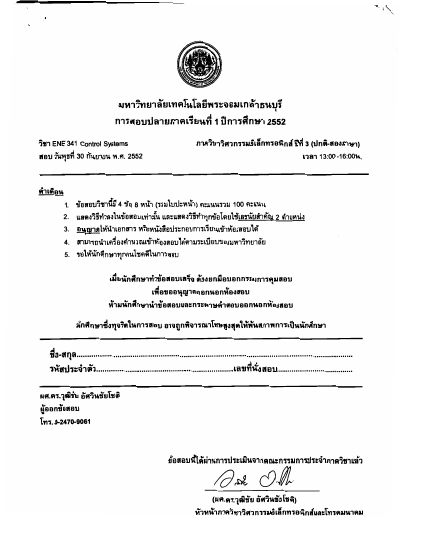 มหาวิทยาลัยเทคโนโลยีพระจอมเกล้าธนบุรี
การสอบปลายภาคเรียนที่ 1 ปีการศึกษา 2552
วิชา ENE 341 Control Systems ภาควิชาวิศวกรรมอิเล็กทรอนิกส์ ปีที่ 3 (ปกติ-สองภาษา)
สอบ วันพุธที่ 30 กันยายน พ.ศ. 2552 เวลา 13:00-16:00น.
คำเตือน
1. ข้อสอบวิชานี้มี 4 ข้อ 8 หน้า (รวมใบปะหน้า) คะแนนรวม 100 คะแนน
2. แสดงวิธีทำลงในข้อสอบเท่านั้น และแสดงวิธีทำทุกข้อโดยใช้เลขนัยสำคัญ 2 ตำแหน่ง
3. อนุญาตให้นำเอกสาร หรือหนังสือประกอบการเรียนเข้าห้องสอบได้
4. สามารถนำเครื่องคำนวณเข้าห้องสอบได้ตามระเบียบของมหาวิทยาลัย
5. ขอให้นักศึกษาทุกคนโชคดีในการสอบ
เมื่อนักศึกษาทำข้อสอบเสร็จ ต้องยกมือบอกกรรมการคุมสอบ
เพื่อขออนุญาตออกนอกห้องสอบ
ห้ามนักศึกษานำข้อสอบและกระดาษคำตอบออกนอกห้องสอบ
นักศึกษาซึ่งทุจริตในการสอบ อาจถูกพิจารณาโทษสูงสุดให้พ้นสภาพการเป็นนักศึกษา
ชื่อ-สกุล
รหัสประจำตัว เลขที่นั่งสอบ
ผศ.ดร.วุฒิชัย อัศวินชัยโชติ
ผู้ออกข้อสอบ
โทร. 0-2470-9061
ข้อสอบนี้ได้ผ่านการประเมินจากคณะกรรมการประจำภาควิชาแล้ว
(ผศ.ดร.วุฒิชัย อัศวินชัยโชติ)
หัวหน้าภาควิชาวิศวกรรมอิเล็กทรอนิกส์และโทรคมนาคม